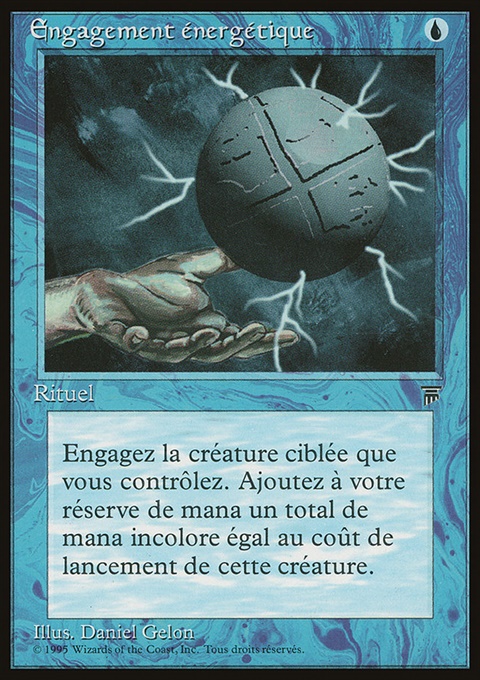 Engagement énergétique
Rituel
Engagez la créature ciblée que
vous contrôlez. Ajoutez à votre
réserve de mana un total de
mana incolore égal au coût de
lancement de cette créature.
Illus. Daniel Gelon
© 1995 Wizards of the Coast, Inc. Tous droits réservés.